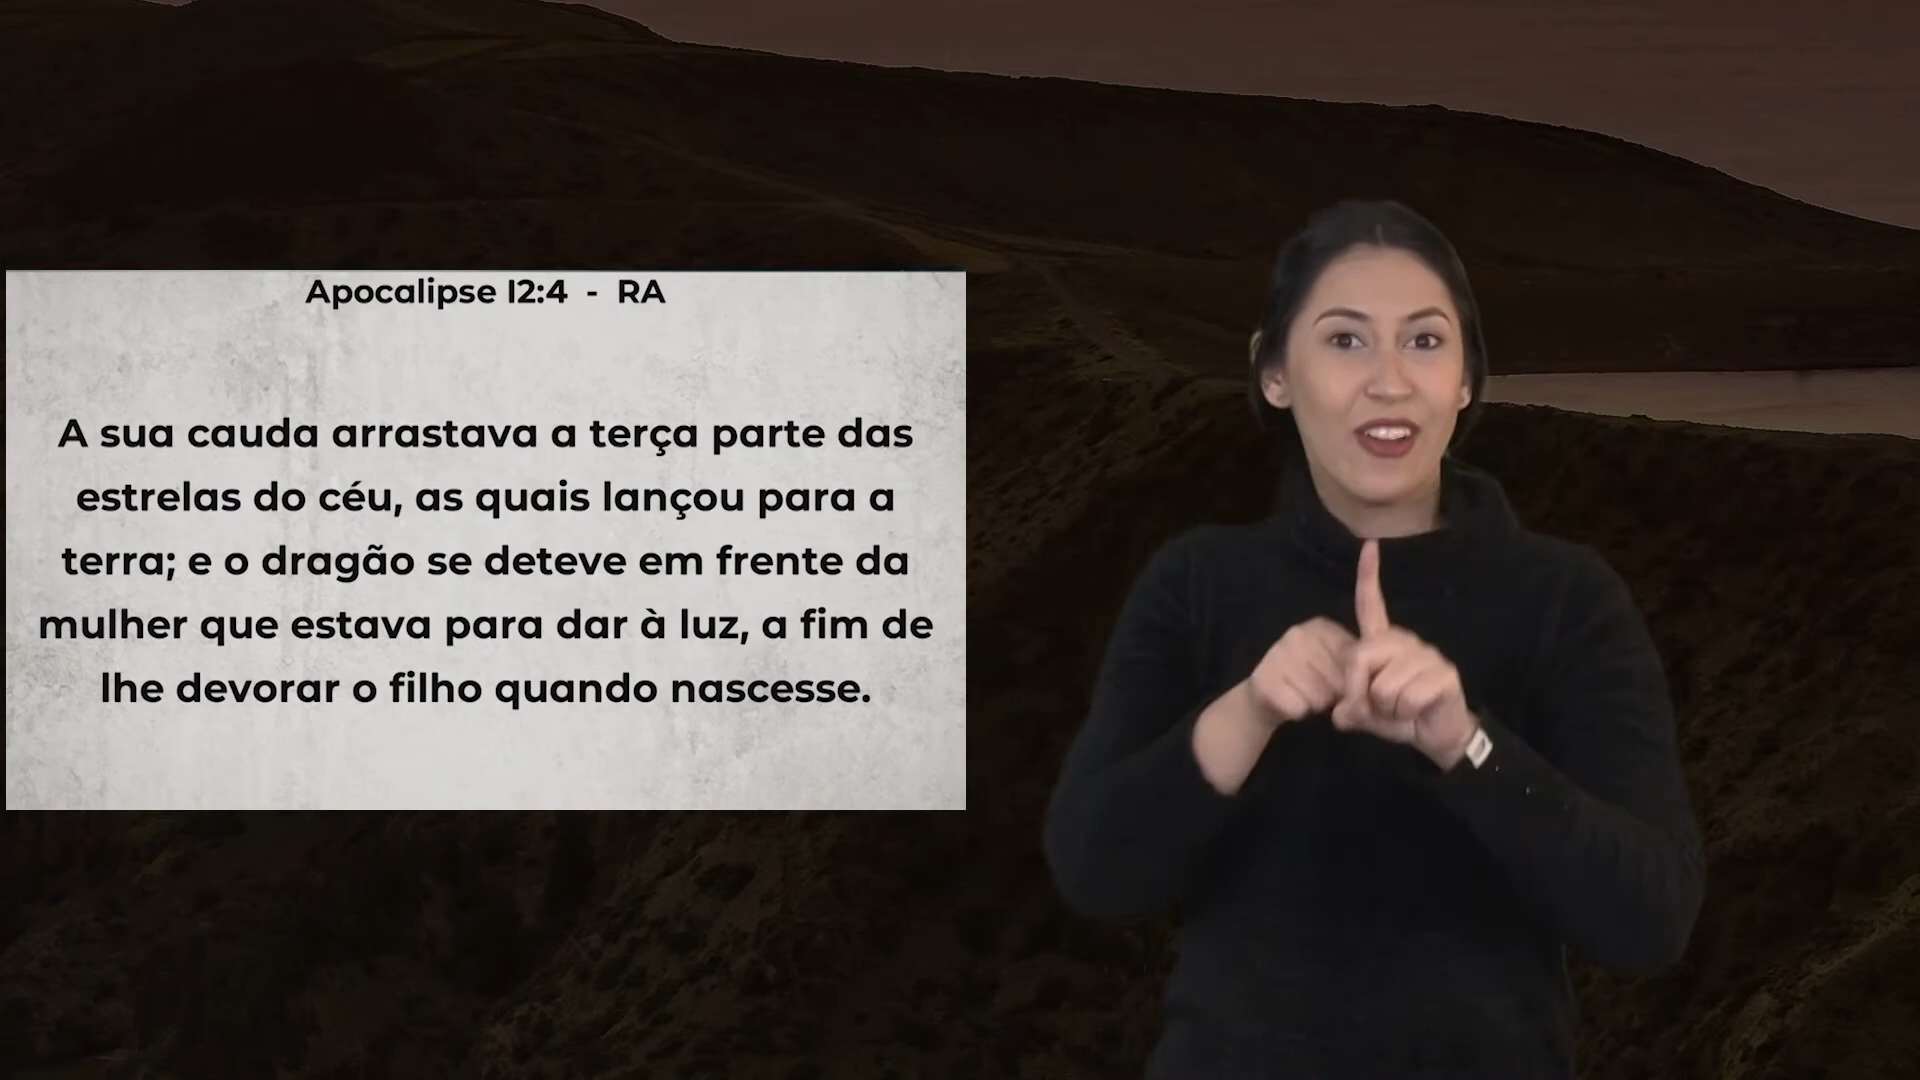 Apocalipse 12:4 - RA
A sua cauda arrastava a terça parte das
estrelas do céu, as quais lançou para a
terra; e o dragão se deteve em frente da
mulher que estava para dar à luz, a fim de
lhe devorar o filho quando nascesse.